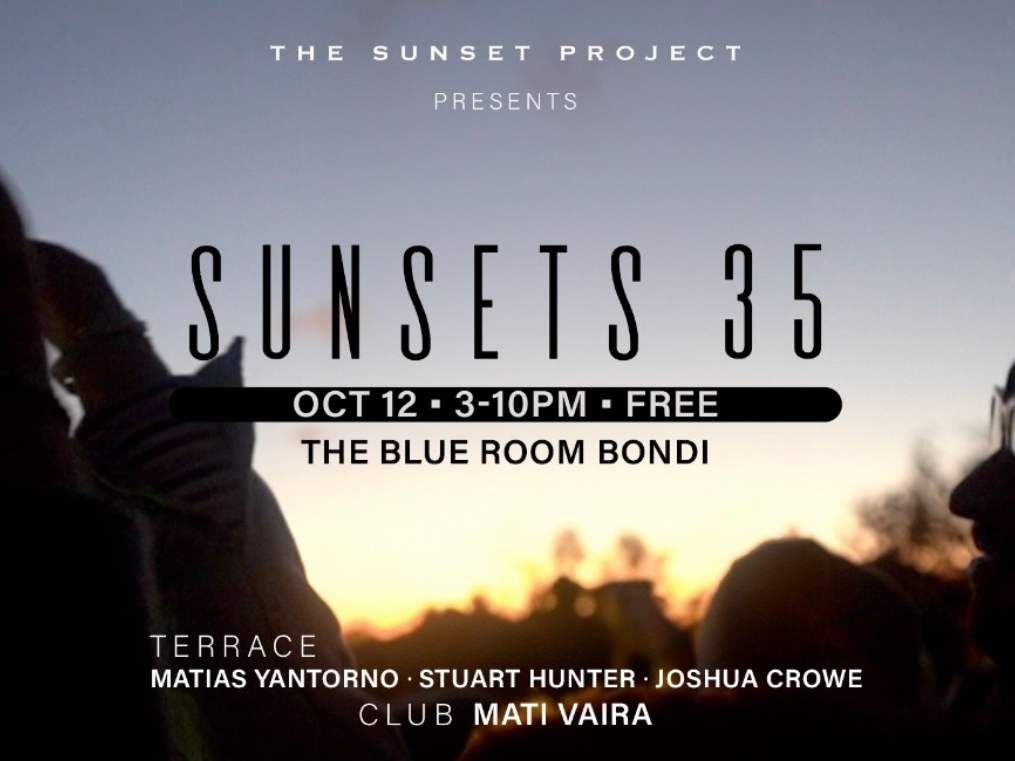 THE SUNSET PROJECT
PRESENTS
SUNSETS 35
OCT 12 ▪ 3-10PM ▪ FREE
THE BLUE ROOM BONDI
TERRACE
MATIAS YANTORNO · STUART HUNTER · JOSHUA CROWE
CLUB MATI VAIRA